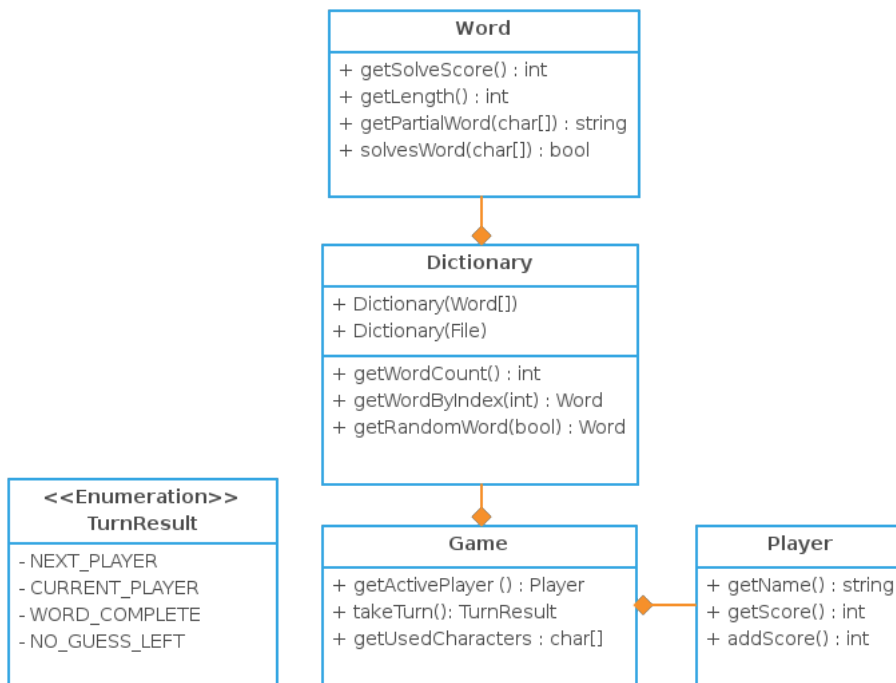 Word
+ getSolveScore() : int
+ getLength() : int
+ getPartialWord(char[]) : string
+ solvesWord(char[]) : bool
Dictionary
+ Dictionary(Word[])
+ Dictionary(File)
+ getWordCount() : int
+ getWordByIndex(int) : Word
+ getRandomWord(bool) : Word
<<Enumeration>>
TurnResult
- NEXT_PLAYER
- CURRENT_PLAYER
- WORD_COMPLETE
- NO_GUESS_LEFT
Game
+ getActivePlayer () : Player
+ takeTurn(): TurnResult
+ getUsedCharacters : char[]
Player
+ getName() : string
+ getScore() : int
+ addScore() : int